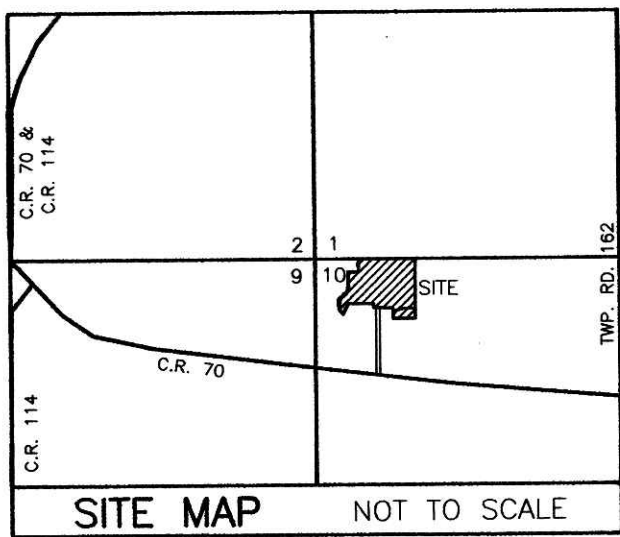 C.R. 70 &
C.R. 114
2 1
9 10
SITE
TWP. RD. 162
C.R. 70
C.R. 114
SITE MAP NOT TO SCALE